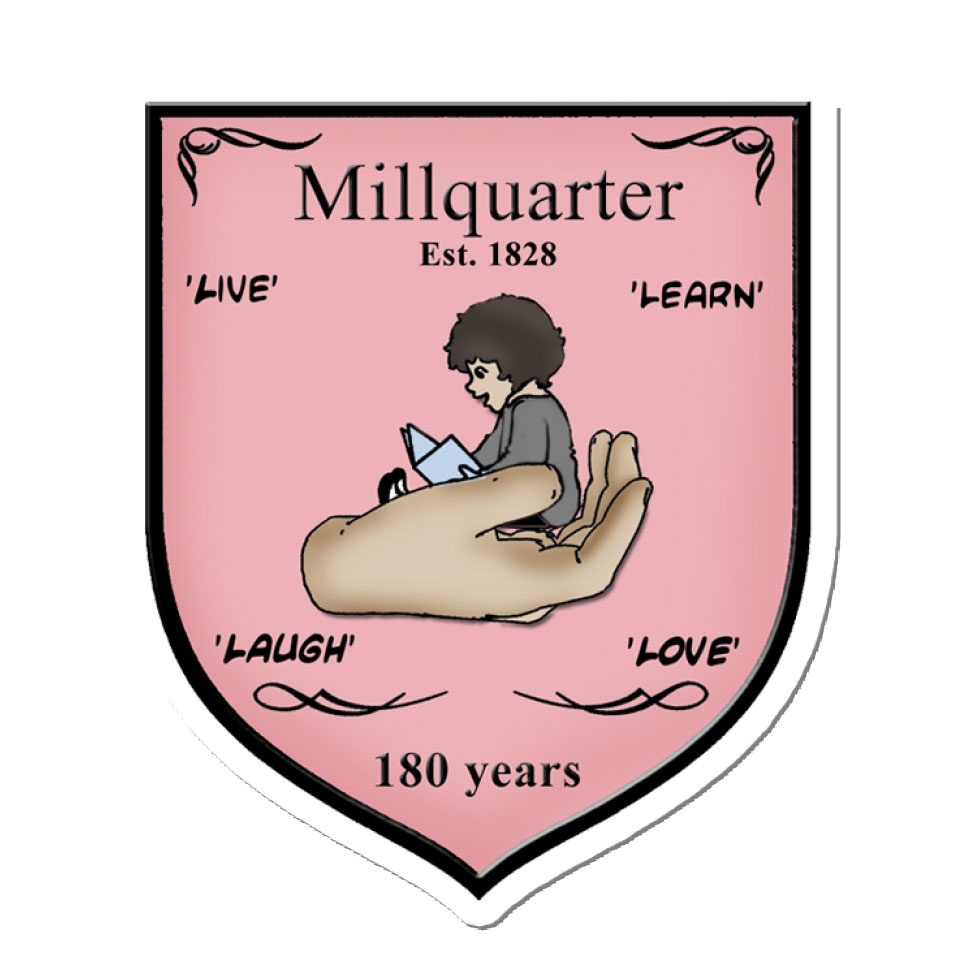 Millquarter
Est. 1828
'LIVE'
'LEARN'
'LAUGH'
'LOVE'
180 years